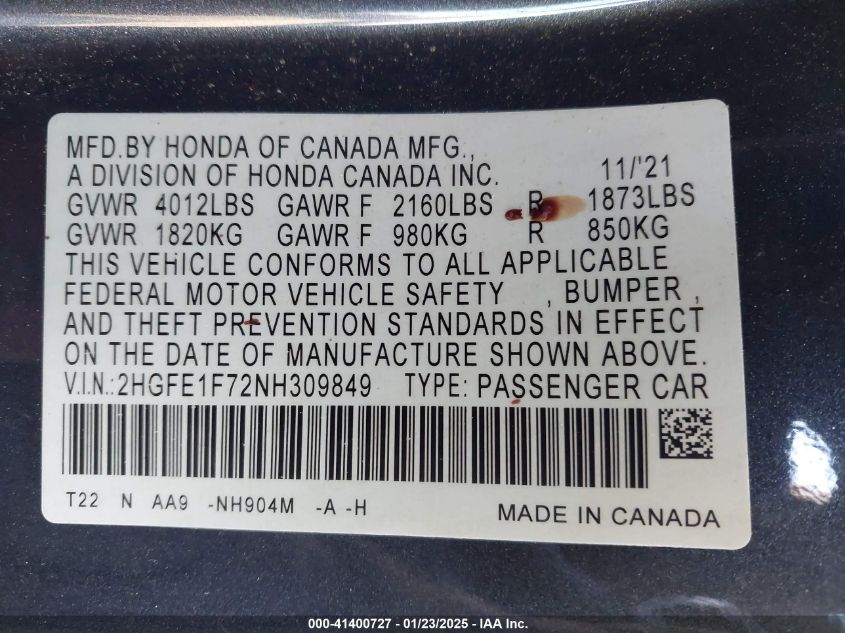 MFD.BY HONDA OF CANADA MFG.,
A DIVISION OF HONDA CANADA INC. 11/'21
GVWR 4012LBS GAWR F 2160LBS R 1873LBS
GVWR 1820KG GAWR F 980KG R 850KG
THIS VEHICLE CONFORMS TO ALL APPLICABLE
FEDERAL MOTOR VEHICLE SAFETY , BUMPER ,
AND THEFT PREVENTION STANDARDS IN EFFECT
ON THE DATE OF MANUFACTURE SHOWN ABOVE.
V.I.N.:2HGFE1F72NH309849 TYPE: PASSENGER CAR
T22 N AA9 -NH904M -A -H
MADE IN CANADA
000-41400727 - 01/23/2025 - IAA Inc.